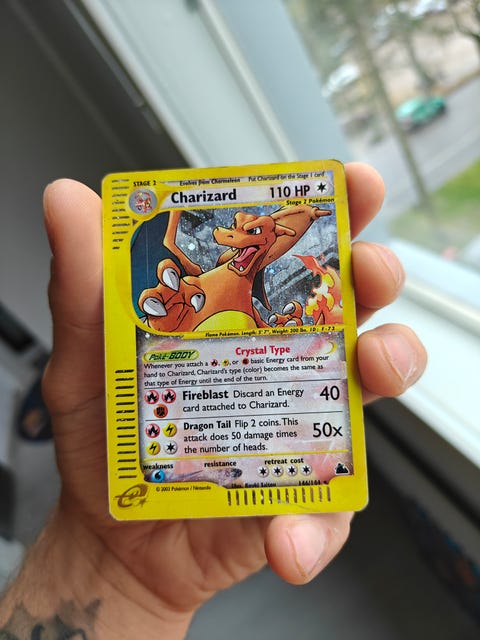 STAGE 2 Evolves from Charmeleon Put Charizard on the Stage 1 card
Charizard 110 HP
Stage 2 Pokémon
Flame Pokémon. Length: 5' 7", Weight: 200 lbs. ID:
Poké-BODY Crystal Type
Whenever you attach a or basic Energy card from your
hand to Charizard, Charizard's type (color) becomes the same as
that type of Energy until the end of the turn.
Fireblast Discard an Energy 40
card attached to Charizard.
Dragon Tail Flip 2 coins. This 50x
attack does 50 damage times
the number of heads.
weakness resistance retreat cost
© 2003 Pokémon / Nintendo
146/144
e